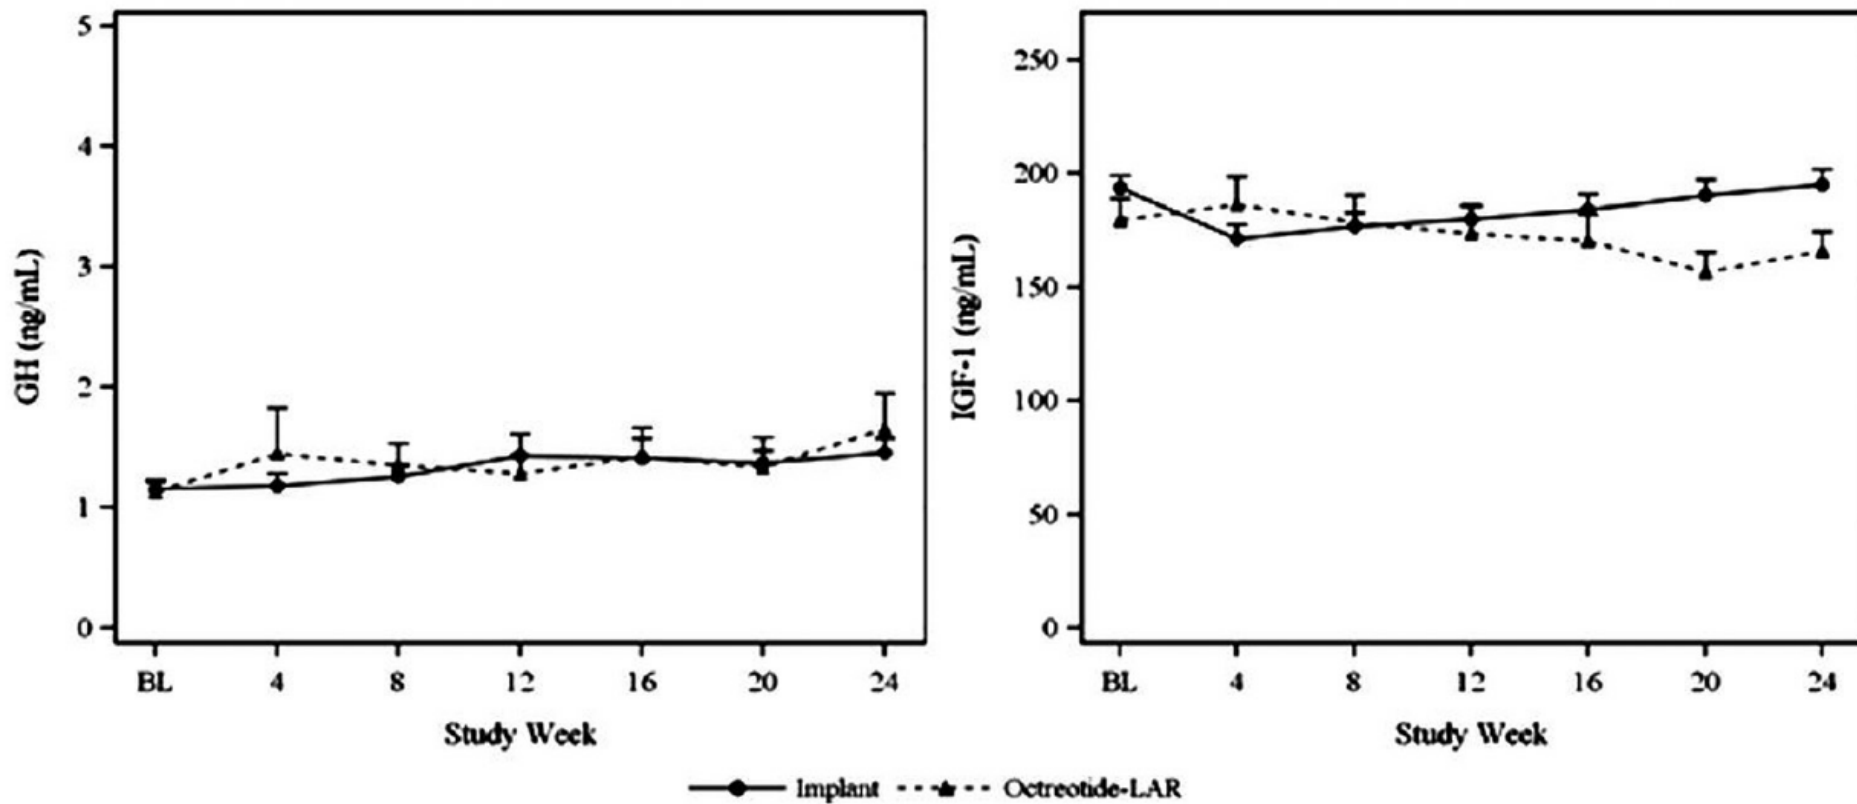 GH (ng/mL)
5
4
3
2
1
0
BL 4 8 12 16 20 24
Study Week
IGF-1 (ng/mL)
250
200
150
100
50
0
BL 4 8 12 16 20 24
Study Week
Implant Octreotide-LAR